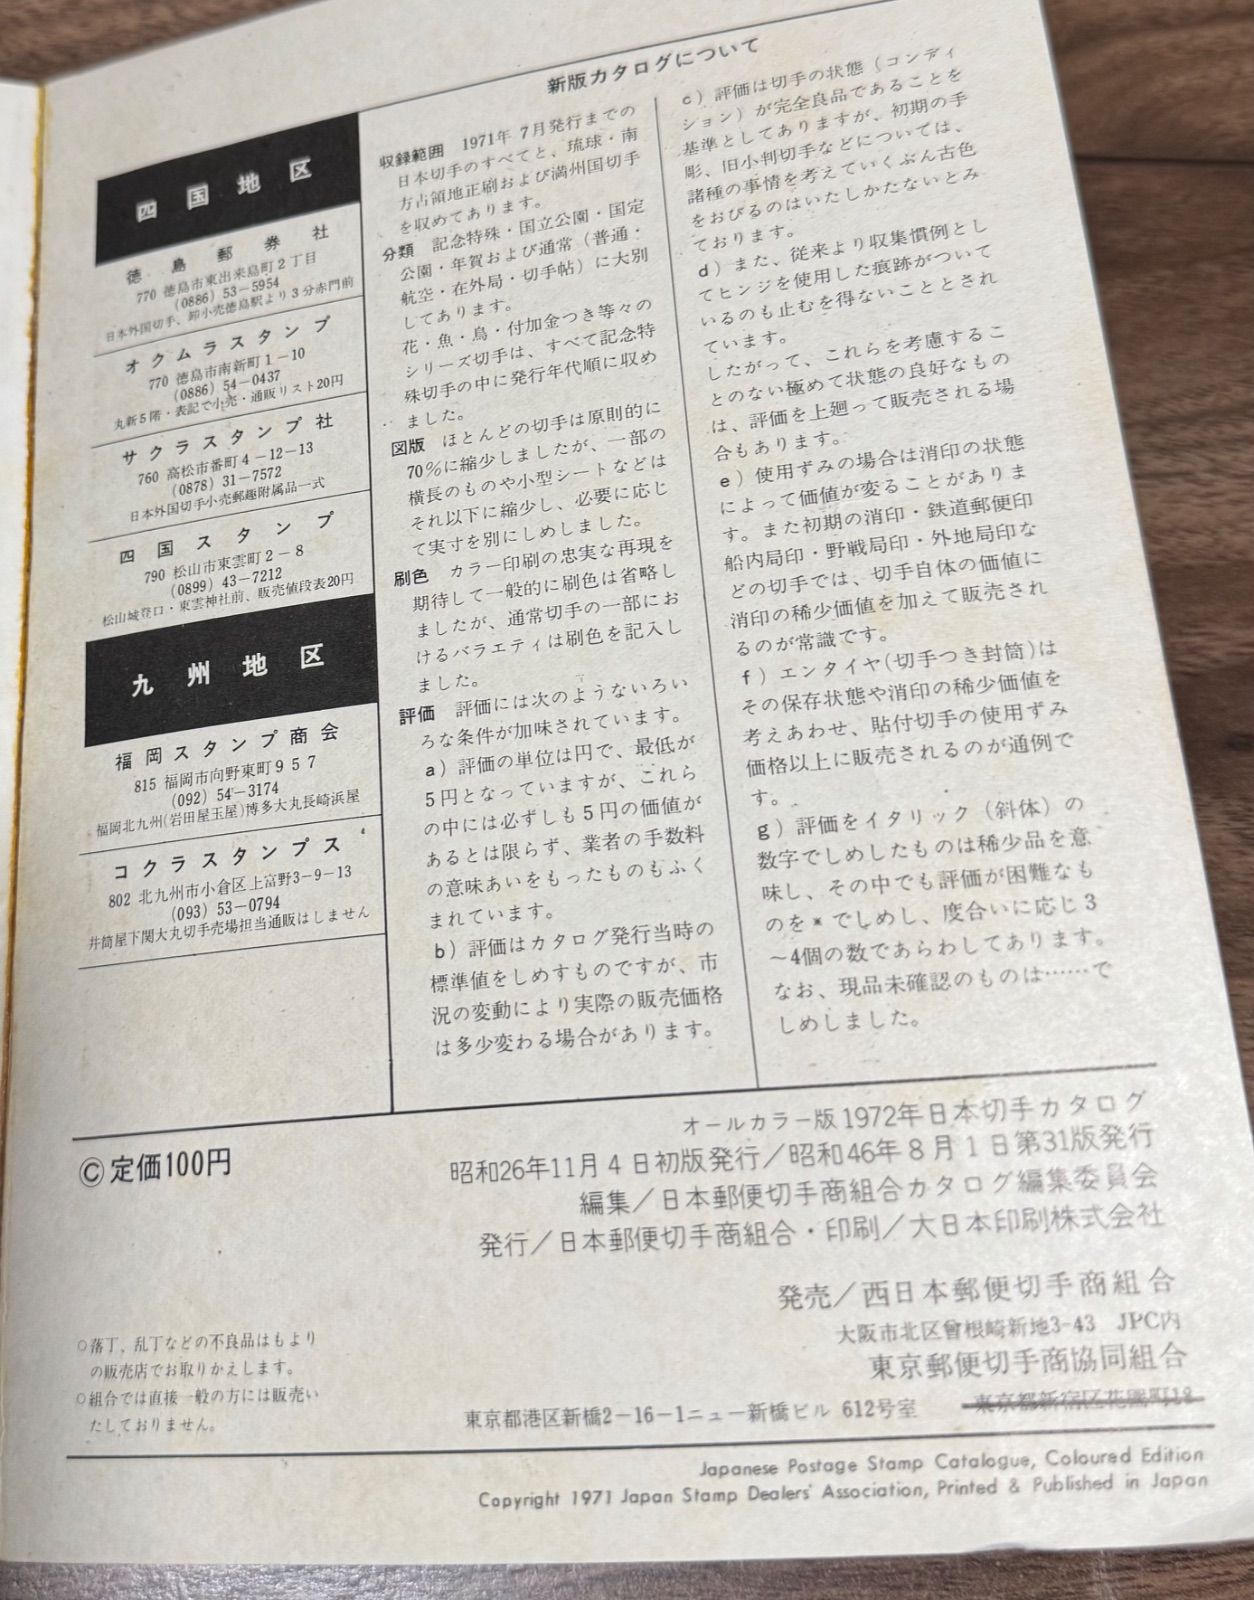 新版カタログについて
四国地区
徳島郵券社
770 徳島市東出来島町2丁目
(0886) 53-5954
日本外国切手、卸小売徳島駅より3分赤門前
オクムラスタンプ
770 徳島市南新町1-10
(0886) 54-0437
丸新5階・表記で小売・通販リスト20円
サクラスタンプ社
760 高松市番町4-12-13
(0878) 31-7572
日本外国切手小売郵趣附属品一式
四国スタンプ
790 松山市東雲町2-8
(0899) 43-7212
松山城登口・東雲神社前、販売値段表20円
九州地区
福岡スタンプ商会
815 福岡市向野東町957
(092) 54-3174
福岡北九州(岩田屋玉屋)博多大丸長崎浜屋
コクラスタンプス
802 北九州市小倉区上富野3-9-13
(093) 53-0794
井筒屋下関大丸切手売場担当通販はしません
収録範囲 1971年7月発行までの
日本切手のすべてと、琉球・南
方占領地正刷および満州国切手
を収めてあります。
分類 記念特殊・国立公園・国定
公園・年賀および通常（普通・
航空・在外局・切手帖）に大別
してあります。
花・魚・鳥・付加金つき等々の
シリーズ切手は、すべて記念特
殊切手の中に発行年代順に収め
ました。
図版 ほとんどの切手は原則的に
70%に縮少しましたが、一部の
横長のものや小型シートなどは
それ以下に縮少し、必要に応じ
て実寸を別にしめしました。
刷色 カラー印刷の忠実な再現を
期待して一般的に刷色は省略し
ましたが、通常切手の一部にお
けるバラエティは刷色を記入し
ました。
評価 評価には次のようないろい
ろな条件が加味されています。
a）評価の単位は円で、最低が
5円となっていますが、これら
の中には必ずしも5円の価値が
あるとは限らず、業者の手数料
の意味あいをもったものもふく
まれています。
b）評価はカタログ発行当時の
標準値をしめすものですが、市
況の変動により実際の販売価格
は多少変わる場合があります。
c）評価は切手の状態（コンディ
ション）が完全良品であることを
基準としてありますが、初期の手
彫、旧小判切手などについては、
諸種の事情を考えていくぶん古色
をおびるのはいたしかたないとみ
ております。
d）また、従来より収集慣例とし
てヒンジを使用した痕跡がついて
いるのも止むを得ないこととされ
ています。
したがって、これらを考慮するこ
とのない極めて状態の良好なもの
は、評価を上廻って販売される場
合もあります。
e）使用ずみの場合は消印の状態
によって価値が変ることがありま
す。また初期の消印・鉄道郵便印
船内局印・野戦局印・外地局印な
どの切手では、切手自体の価値に
消印の稀少価値を加えて販売され
るのが常識です。
f）エンタイヤ(切手つき封筒)は
その保存状態や消印の稀少価値を
考えあわせ、貼付切手の使用ずみ
価格以上に販売されるのが通例で
す。
g）評価をイタリック（斜体）の
数字でしめしたものは稀少品を意
味し、その中でも評価が困難なも
のを＊でしめし、度合いに応じ3
～4個の数であらわしてあります。
なお、現品未確認のものは……で
しめしました。
オールカラー版1972年日本切手カタログ
©定価100円
昭和26年11月4日初版発行／昭和46年8月1日第31版発行
編集／日本郵便切手商組合カタログ編集委員会
発行／日本郵便切手商組合・印刷／大日本印刷株式会社
発売／西日本郵便切手商組合
大阪市北区曾根崎新地3-43 JPC内
東京郵便切手商協同組合
東京都港区新橋2-16-1ニュー新橋ビル 612号室 東京都新宿区花園町18
○落丁、乱丁などの不良品はもより
の販売店でお取りかえします。
○組合では直接一般の方には販売い
たしておりません。
Japanese Postage Stamp Catalogue, Coloured Edition
Copyright 1971 Japan Stamp Dealers' Association, Printed & Published in Japan